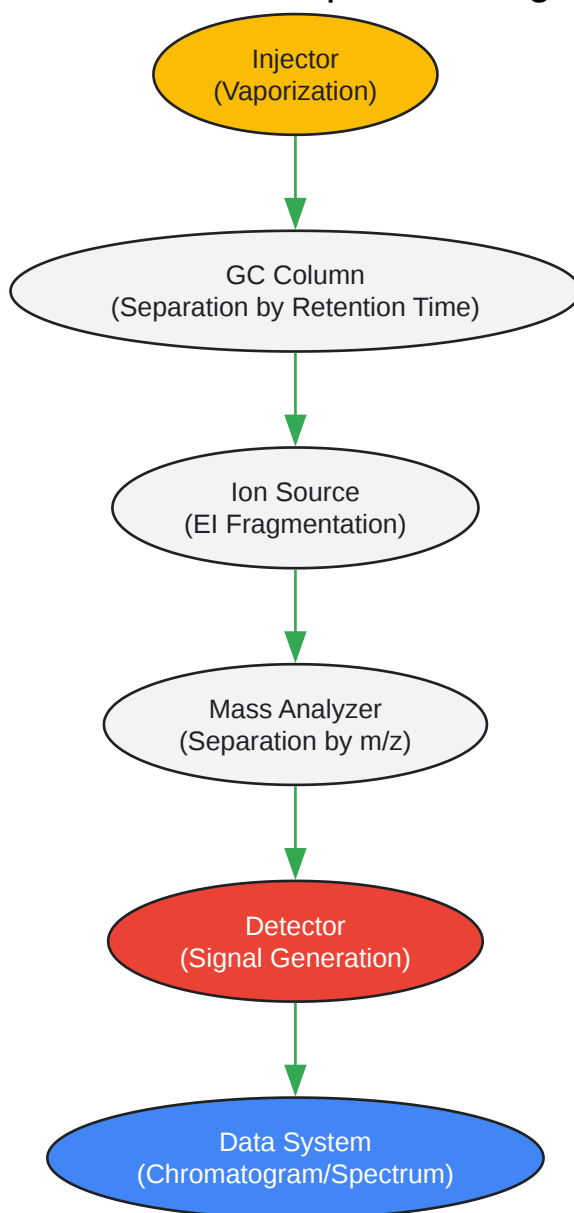 Injector
(Vaporization)
GC Column
(Separation by Retention Time)
Ion Source
(EI Fragmentation)
Mass Analyzer
(Separation by m/z)
Detector
(Signal Generation)
Data System
(Chromatogram/Spectrum)